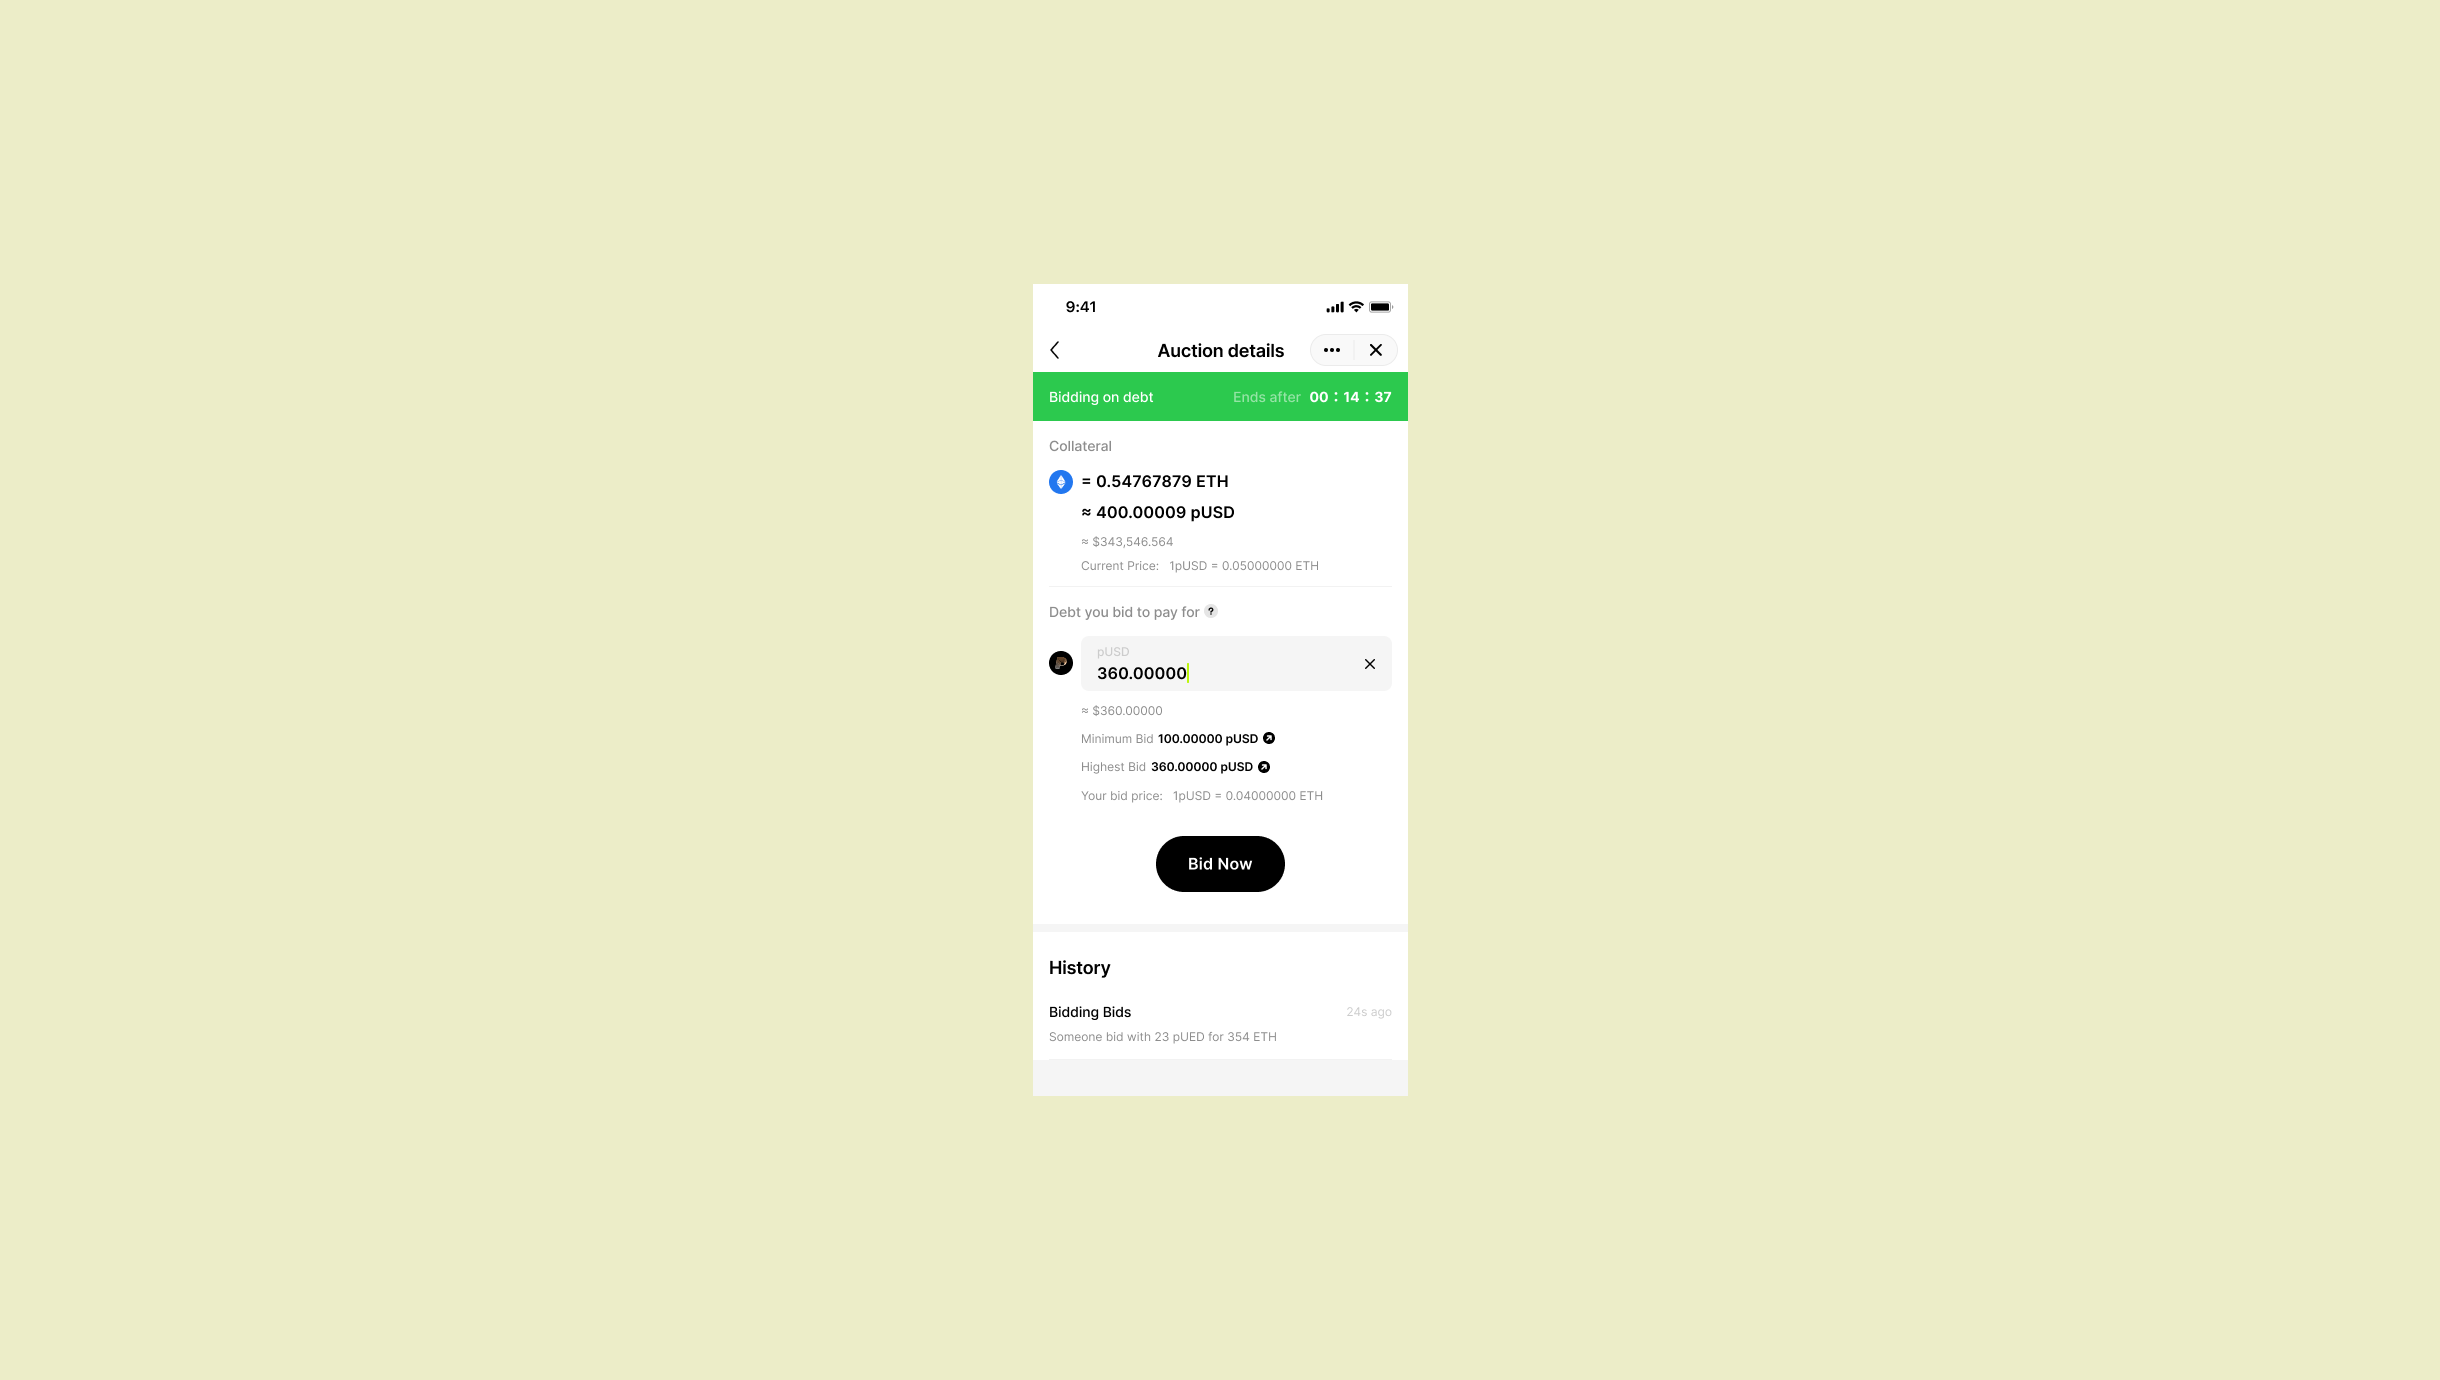 9:41
Auction details
Bidding on debt Ends after 00 : 14 : 37
Collateral
= 0.54767879 ETH
≈ 400.00009 pUSD
≈ $343,546.564
Current Price: 1pUSD = 0.05000000 ETH
Debt you bid to pay for ?
pUSD
360.00000
≈ $360.00000
Minimum Bid 100.00000 pUSD
Highest Bid 360.00000 pUSD
Your bid price: 1pUSD = 0.04000000 ETH
Bid Now
History
Bidding Bids 24s ago
Someone bid with 23 pUED for 354 ETH